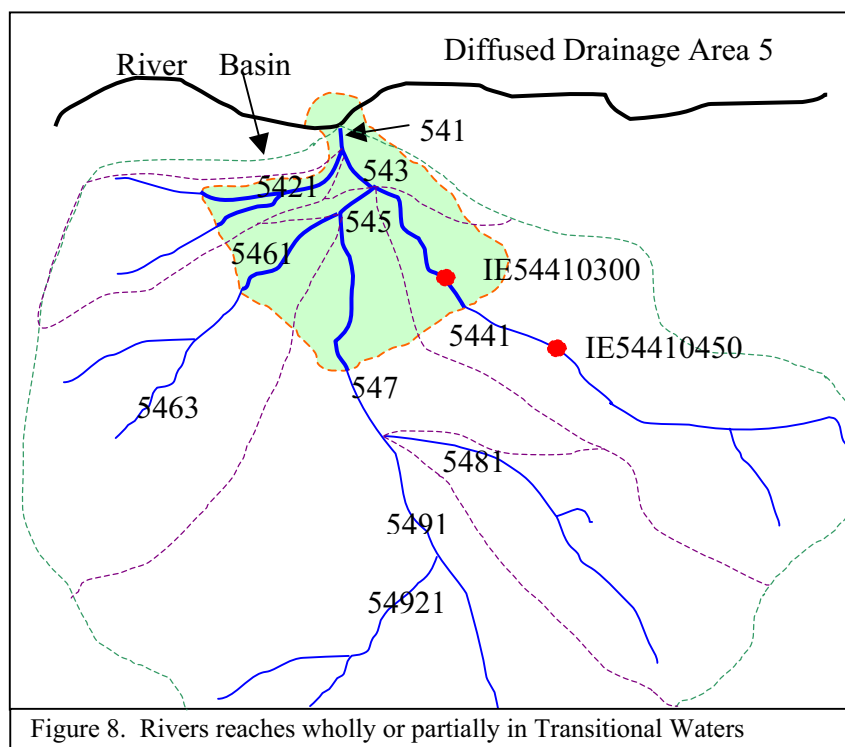 Diffused Drainage Area 5
River Basin
541
543
5421
545
5461
IE54410300
5441
IE54410450
547
5463
5481
5491
54921
Figure 8. Rivers reaches wholly or partially in Transitional Waters